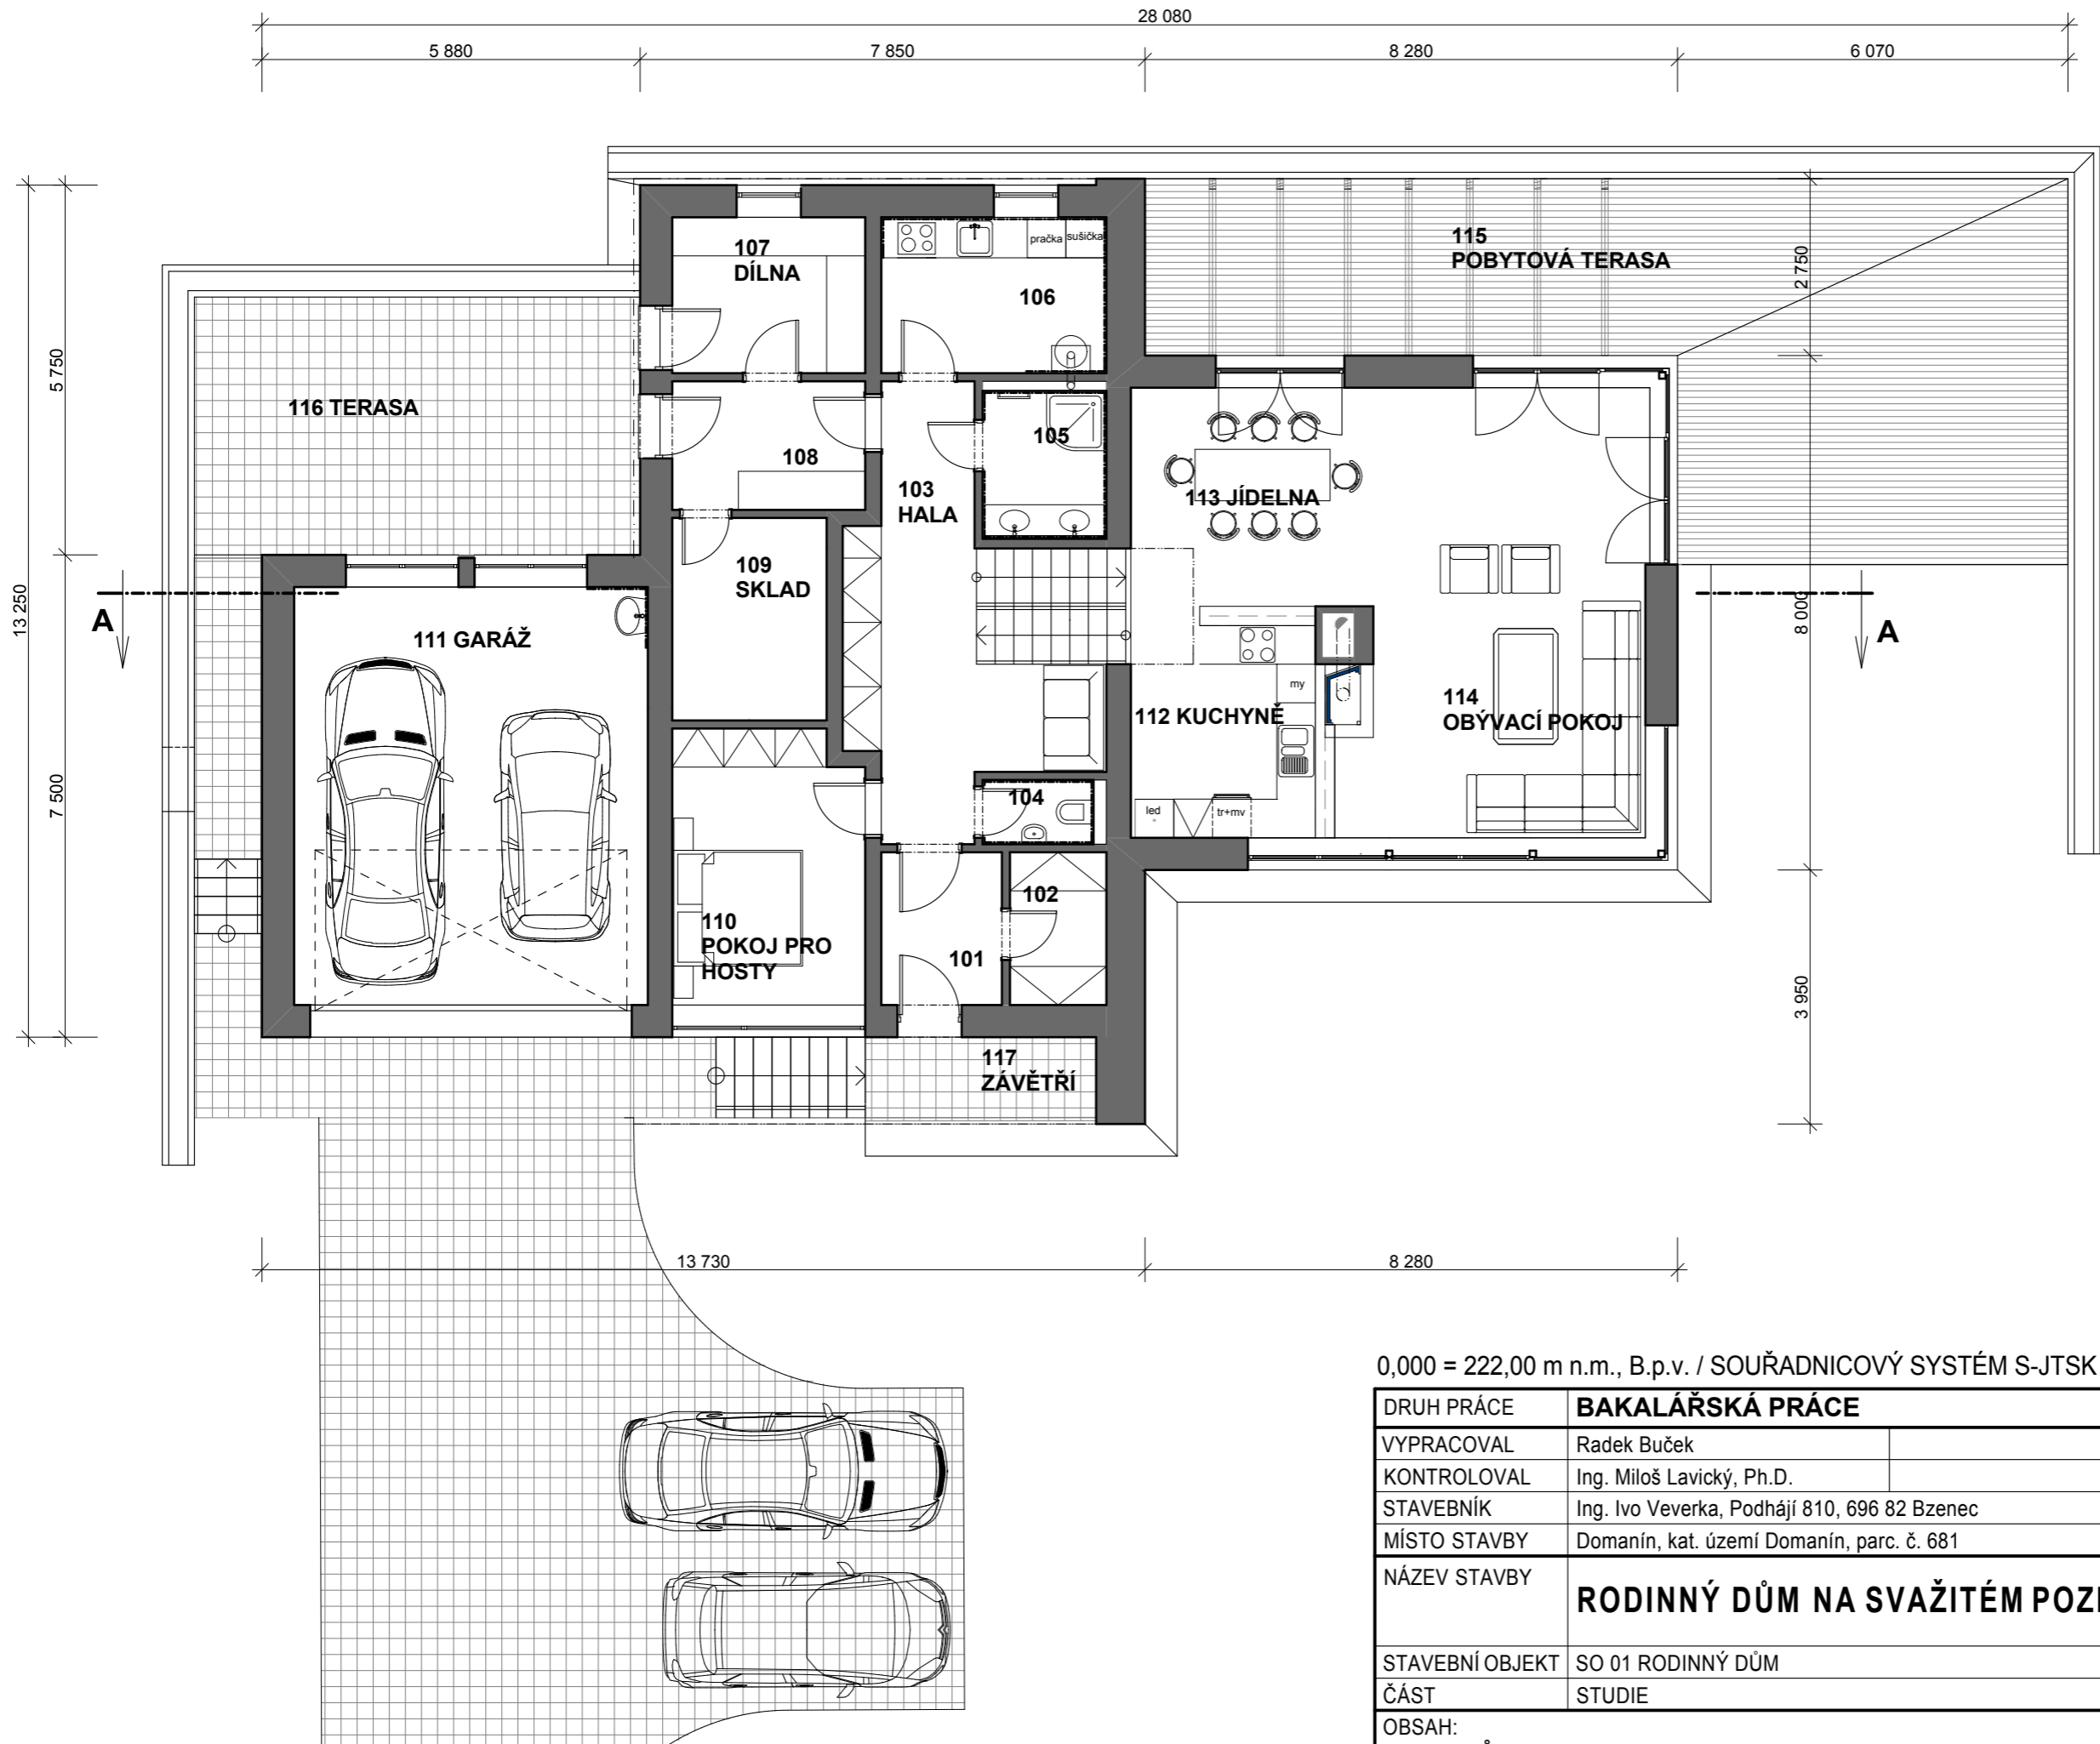 28 080
5 880
7 850
8 280
6 070
13 250
5 750
7 500
107
DÍLNA
pračka
sušička
106
115
POBYTOVÁ TERASA
2 750
116 TERASA
108
105
103
HALA
113 JÍDELNA
109
SKLAD
A
111 GARÁŽ
8 000
A
my
112 KUCHYNĚ
114
OBÝVACÍ POKOJ
104
led
tr+mv
102
110
POKOJ PRO
HOSTY
101
3 950
117
ZÁVĚTŘÍ
13 730
8 280
0,000 = 222,00 m n.m., B.p.v. / SOUŘADNICOVÝ SYSTÉM S-JTSK
DRUH PRÁCE BAKALÁŘSKÁ PRÁCE
VYPRACOVAL Radek Buček
KONTROLOVAL Ing. Miloš Lavický, Ph.D.
STAVEBNÍK Ing. Ivo Veverka, Podhájí 810, 696 82 Bzenec
MÍSTO STAVBY Domanín, kat. území Domanín, parc. č. 681
NÁZEV STAVBY
RODINNÝ DŮM NA SVAŽITÉM
STAVEBNÍ OBJEKT SO 01 RODINNÝ DŮM
ČÁST STUDIE
OBSAH: